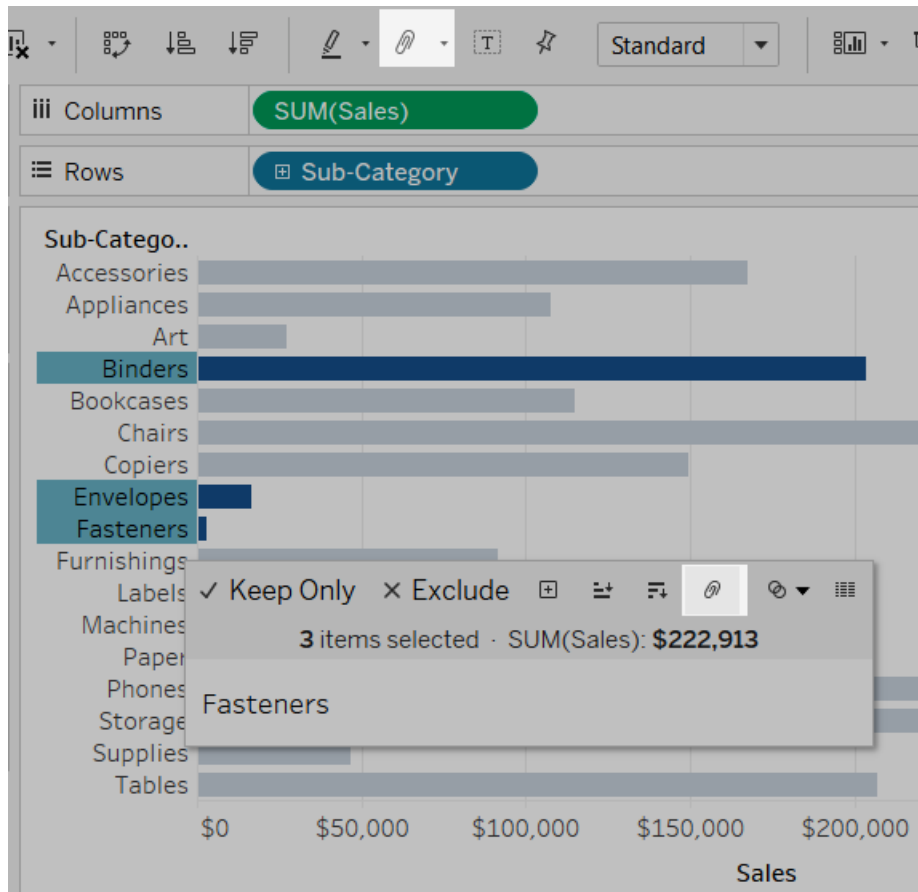 T Standard
Columns SUM(Sales)
Rows Sub-Category
Sub-Catego..
Accessories
Appliances
Art
Binders
Bookcases
Chairs
Copiers
Envelopes
Fasteners
Furnishings
Labels
Keep Only Exclude
Machines
3 items selected · SUM(Sales): $222,913
Paper
Phones
Fasteners
Storage
Supplies
Tables
$0 $50,000 $100,000 $150,000 $200,000
Sales